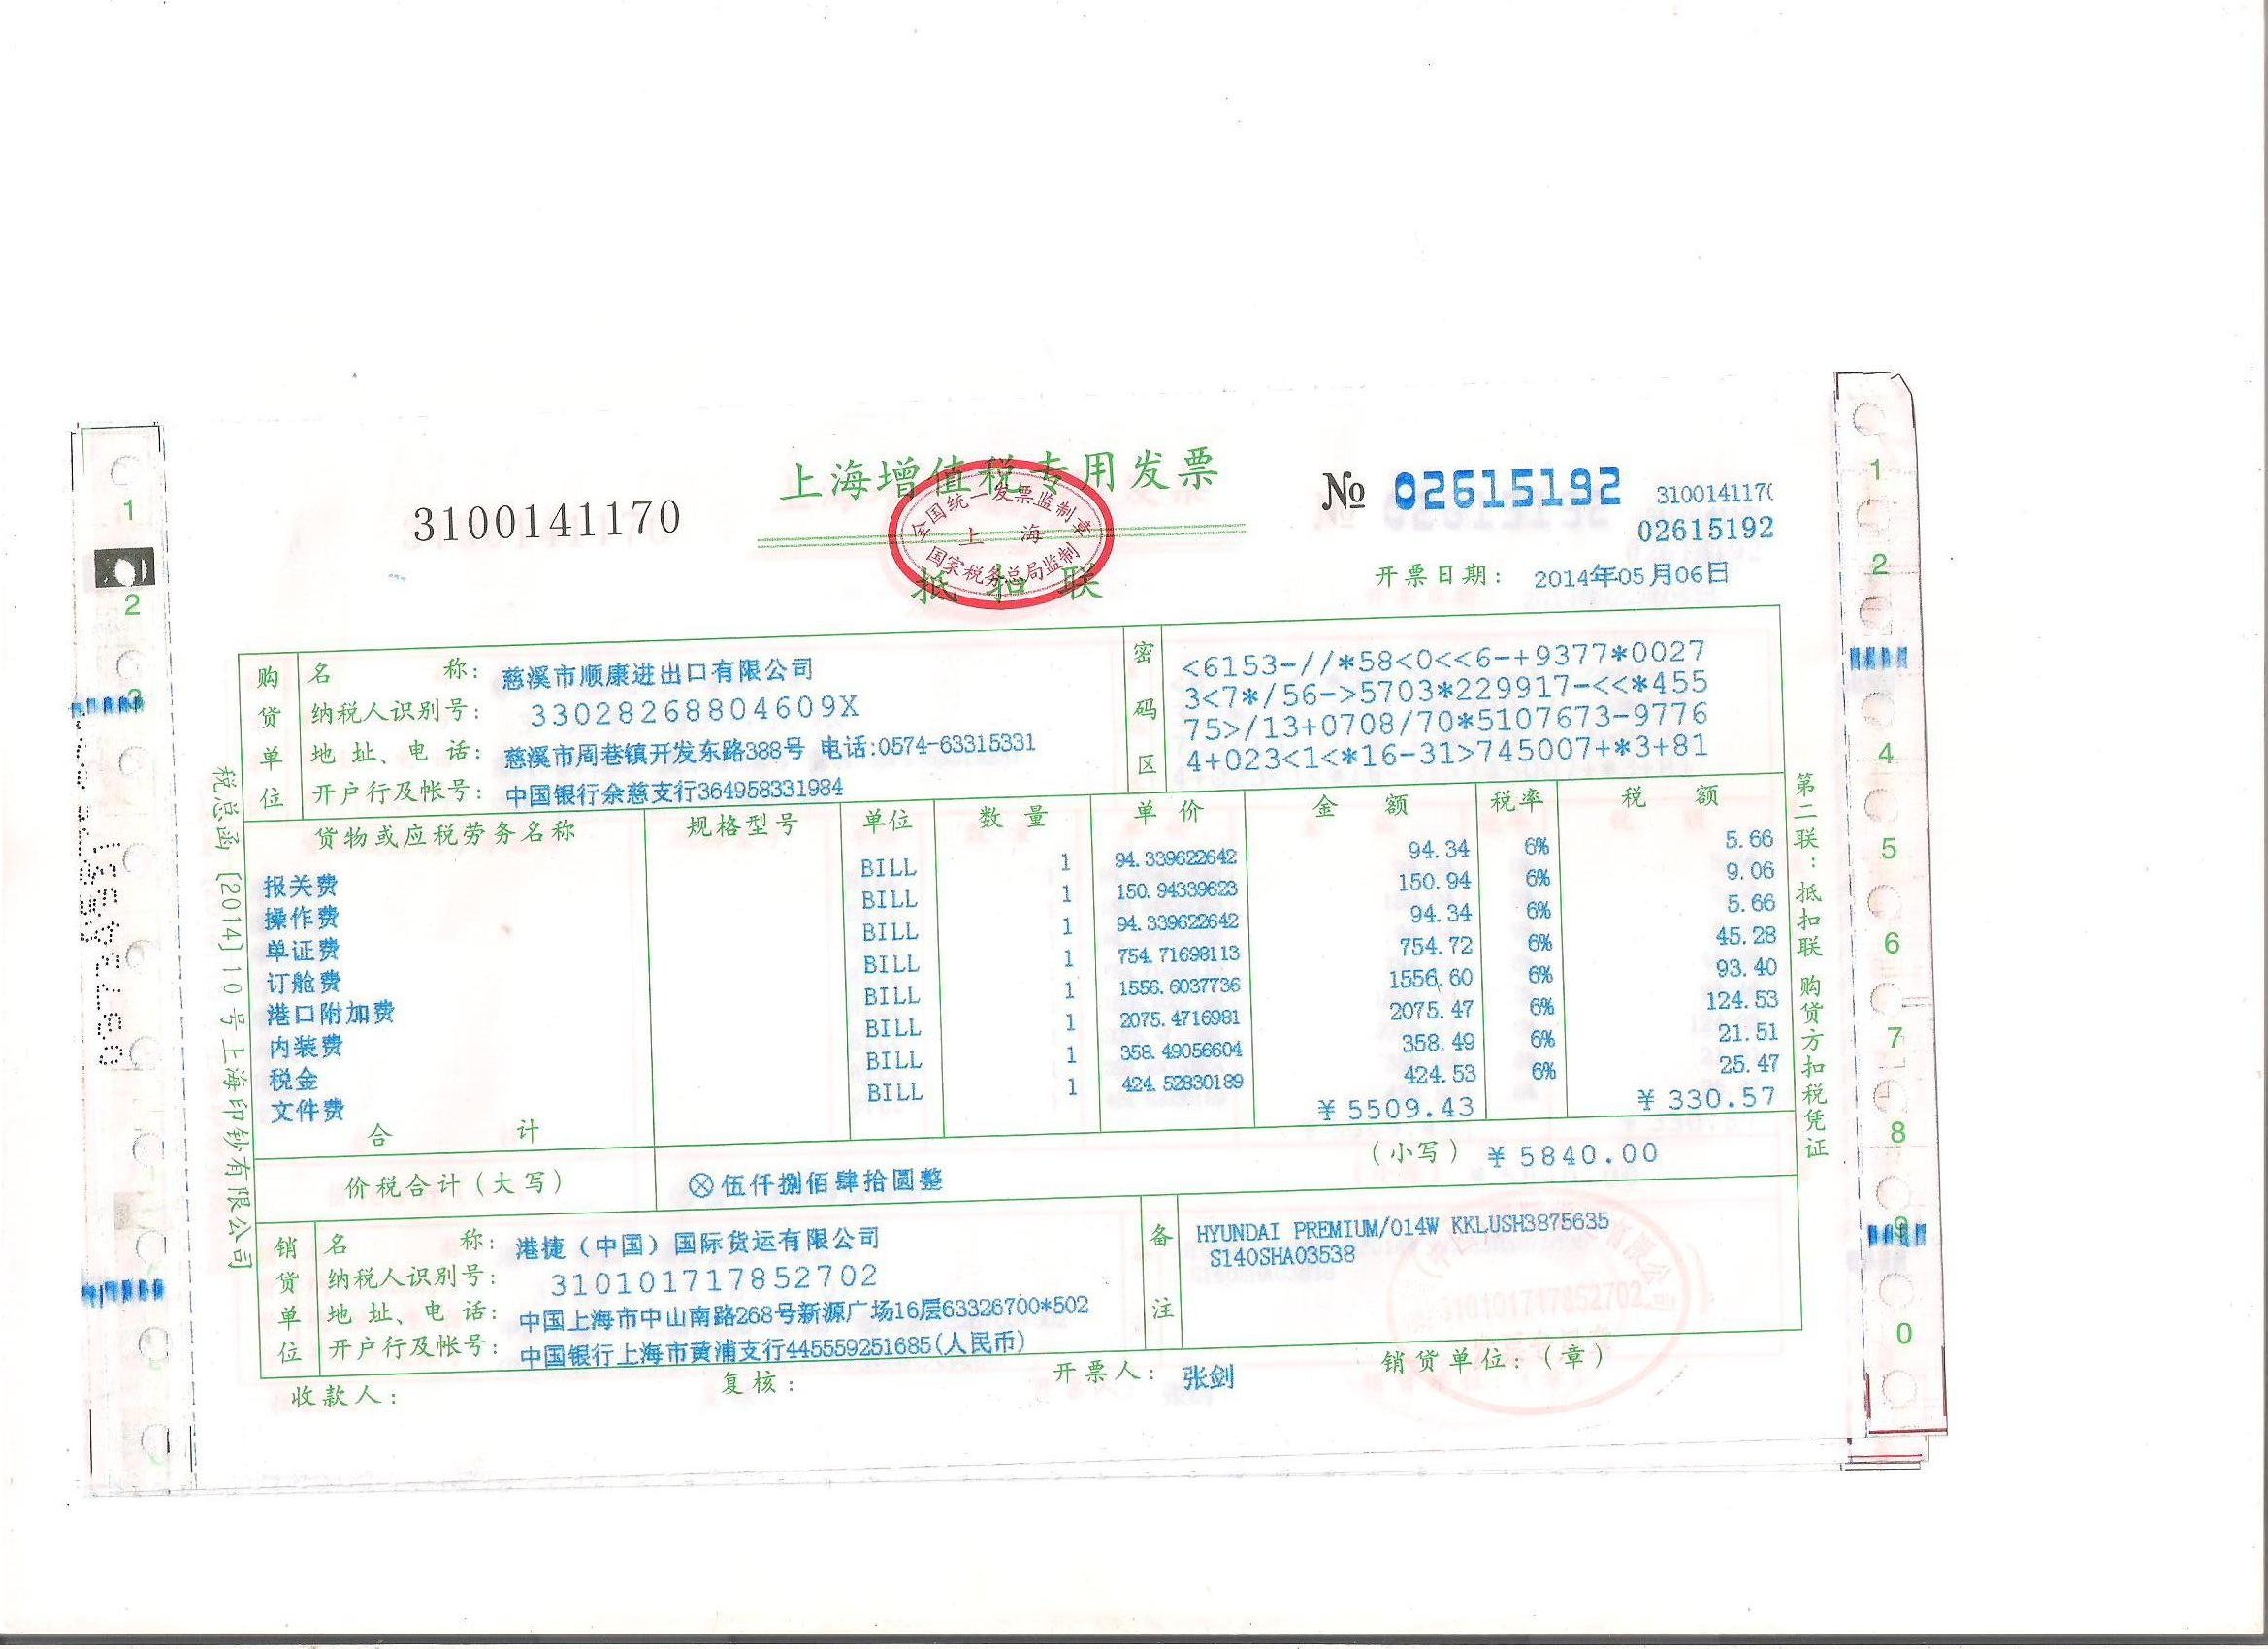 上海增值税专用发票
3100141170
№ 02615192
310014117
02615192
全国统一发票监制章
上 海
国家税务总局监制
抵 扣 联
开票日期： 2014年05月06日
购货单位
名 称： 慈溪市顺康进出口有限公司
纳税人识别号： 33028268804609X
地 址、电 话： 慈溪市周巷镇开发东路388号 电话:0574-63315331
开户行及帐号： 中国银行余慈支行364958331984
密码区
<6153-//*58<0<<6-+9377*0027
3<7*/56->5703*229917-<<*455
75>/13+0708/70*5107673-9776
4+023<1<*16-31>745007+*3+81
货物或应税劳务名称 规格型号 单位 数 量 单 价 金 额 税率 税 额
报关费 BILL 1 94.339622642 94.34 6% 5.66
操作费 BILL 1 150.94339623 150.94 6% 9.06
单证费 BILL 1 94.339622642 94.34 6% 5.66
订舱费 BILL 1 754.71698113 754.72 6% 45.28
港口附加费 BILL 1 1556.6037736 1556.60 6% 93.40
内装费 BILL 1 2075.4716981 2075.47 6% 124.53
税金 BILL 1 358.49056604 358.49 6% 21.51
文件费 BILL 1 424.52830189 424.53 6% 25.47
合 计 ¥5509.43 ¥330.57
价税合计（大写） ⊗伍仟捌佰肆拾圆整 （小写）¥5840.00
销货单位
名 称： 港捷（中国）国际货运有限公司
纳税人识别号： 310101717852702
地 址、电 话： 中国上海市中山南路268号新源广场16层63326700*502
开户行及帐号： 中国银行上海市黄浦支行445559251685(人民币)
备注
HYUNDAI PREMIUM/014W KKLUSH3875635
S140SHA03538
310101717852702
收款人： 复核： 开票人： 张剑 销货单位：（章）
税总函〔2014〕10号上海印钞有限公司
第二联：抵扣联 购货方扣税凭证
1
2
3
1
2
4
5
6
7
8
9
0